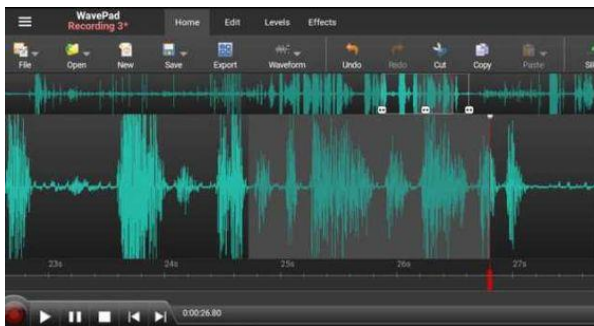 WavePad
Recording 3*
Home Edit Levels Effects
File Open New Save Export Waveform Undo Redo Cut Copy Paste
23s 24s 25s 26s 27s
0:00:26.80